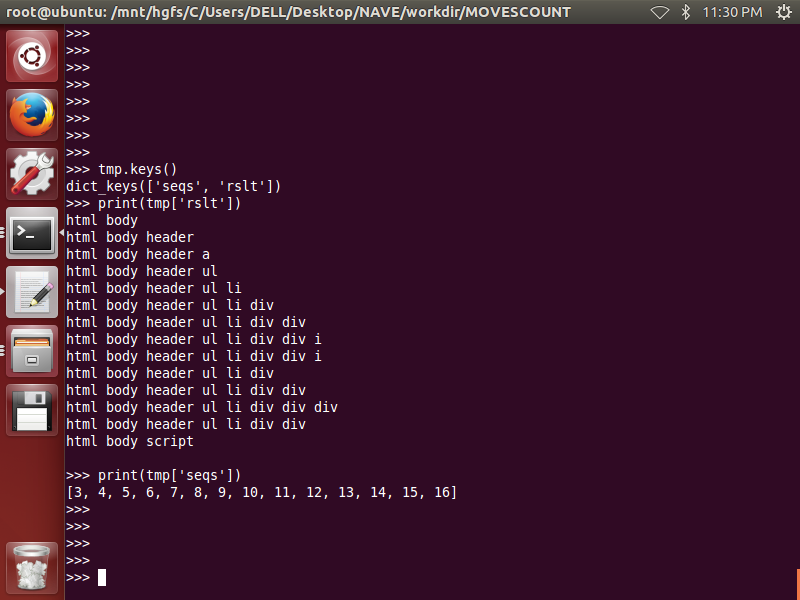 root@ubuntu: /mnt/hgfs/C/Users/DELL/Desktop/NAVE/workdir/MOVESCOUNT 11:30 PM
>>>
>>>
>>>
>>>
>>>
>>>
>>>
>>>
>>> tmp.keys()
dict_keys(['seqs', 'rslt'])
>>> print(tmp['rslt'])
html body
html body header
html body header a
html body header ul
html body header ul li
html body header ul li div
html body header ul li div div
html body header ul li div div i
html body header ul li div div i
html body header ul li div
html body header ul li div div
html body header ul li div div div
html body header ul li div div
html body script
>>> print(tmp['seqs'])
[3, 4, 5, 6, 7, 8, 9, 10, 11, 12, 13, 14, 15, 16]
>>>
>>>
>>>
>>>
>>>